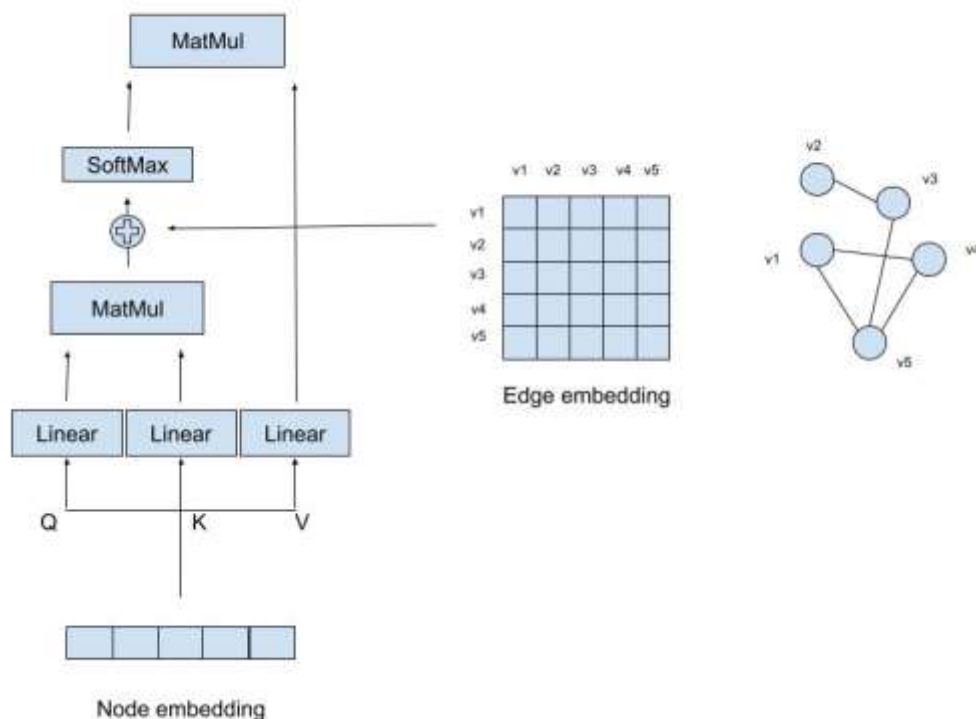 MatMul
SoftMax
MatMul
Linear Linear Linear
Q K V
Node embedding
v1 v2 v3 v4 v5
v1
v2
v3
v4
v5
Edge embedding
v2
v3
v1
v4
v5